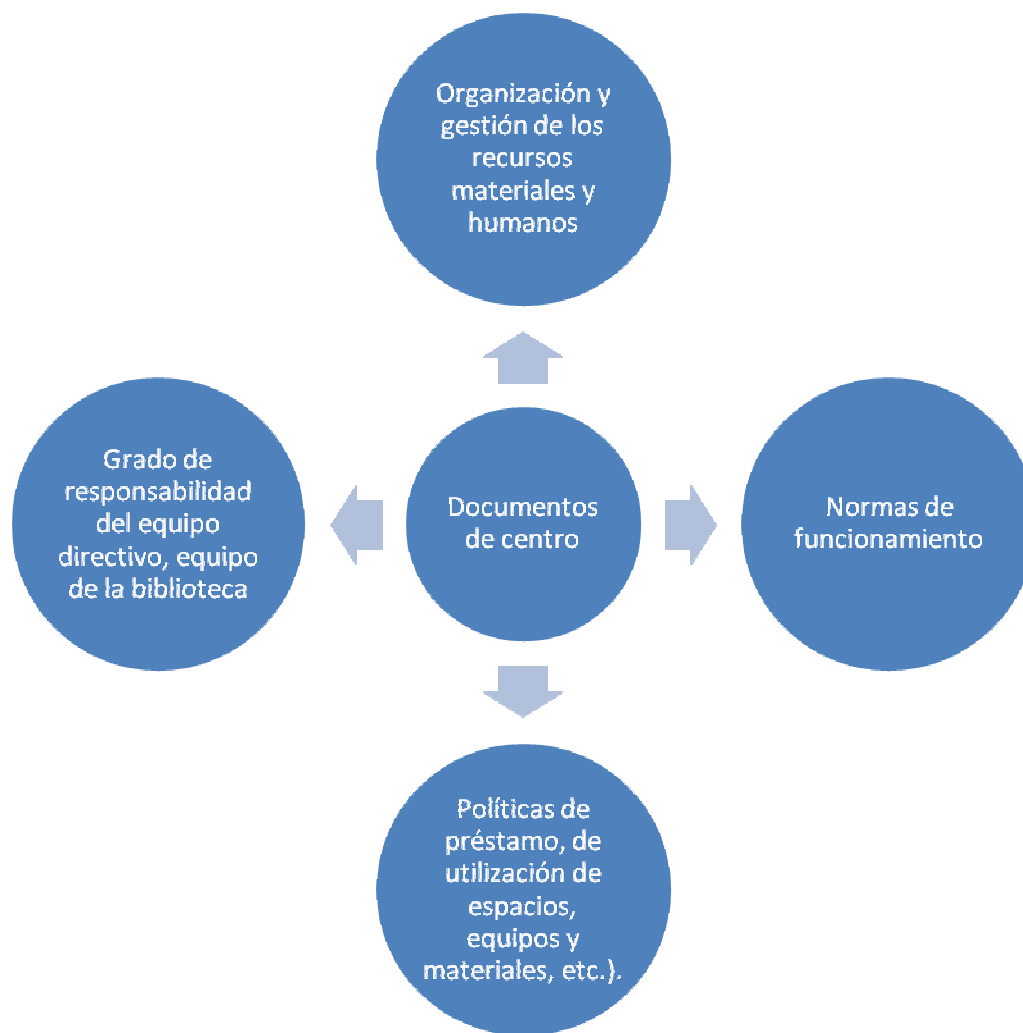 Organización y
gestión de los
recursos
materiales y
humanos
Grado de
responsabilidad
del equipo
directivo, equipo
de la biblioteca
Documentos
de centro
Normas de
funcionamiento
Políticas de
préstamo, de
utilización de
espacios,
equipos y
materiales, etc.).